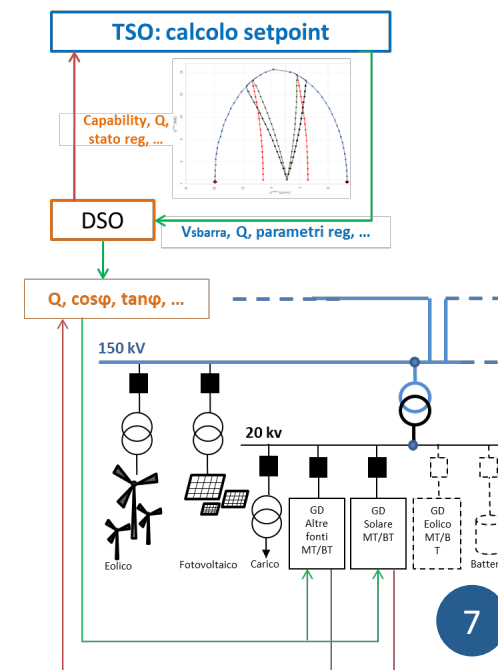 TSO: calcolo setpoint
Capability, Q,
stato reg, ...
DSO
Vsbarra, Q, parametri reg, ...
Q, cosφ, tanφ, ...
150 kV
20 kv
GD
Altre
fonti
MT/BT
GD
Solare
MT/BT
GD
Eolico
MT/B
T
Eolico
Fotovoltaico
Carico
Batter
7